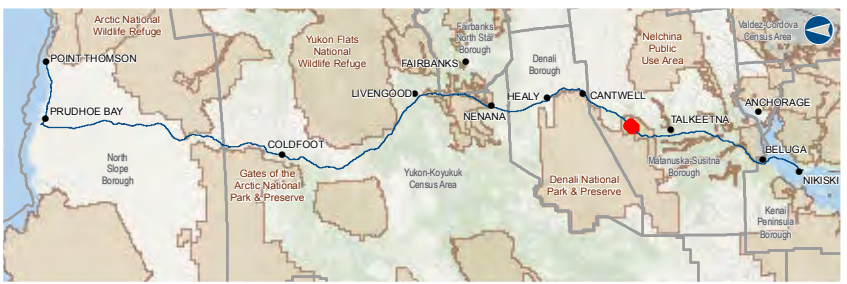 Arctic National
Wildlife Refuge
POINT THOMSON
PRUDHOE BAY
North
Slope
Borough
COLDFOOT
Gates of the
Arctic National
Park & Preserve
Yukon Flats
National
Wildlife Refuge
LIVENGOOD
FAIRBANKS
Fairbanks
North Star
Borough
NENANA
Yukon-Koyukuk
Census Area
Denali
Borough
HEALY
CANTWELL
Denali National
Park & Preserve
Nelchina
Public
Use Area
TALKEETNA
Matanuska-Susitna
Borough
Valdez-Cordova
Census Area
ANCHORAGE
BELUGA
NIKISKI
Kenai
Peninsula
Borough